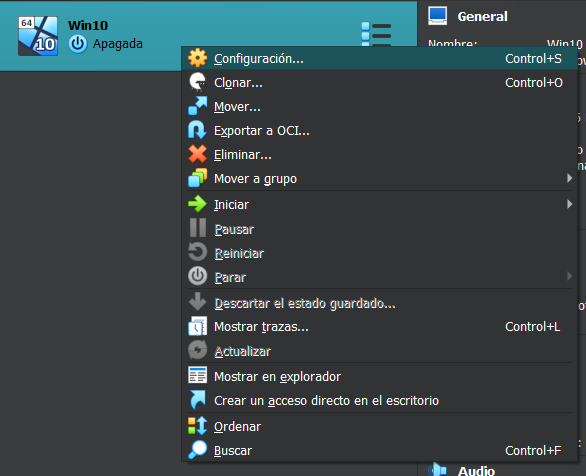 64
10
Win10
Apagada
General
Nombre: Win10
Configuración... Control+S
Clonar... Control+O
Mover...
Exportar a OCI...
Eliminar...
Mover a grupo
Iniciar
Pausar
Reiniciar
Parar
Descartar el estado guardado...
Mostrar trazas... Control+L
Actualizar
Mostrar en explorador
Crear un acceso directo en el escritorio
Ordenar
Buscar Control+F
Audio